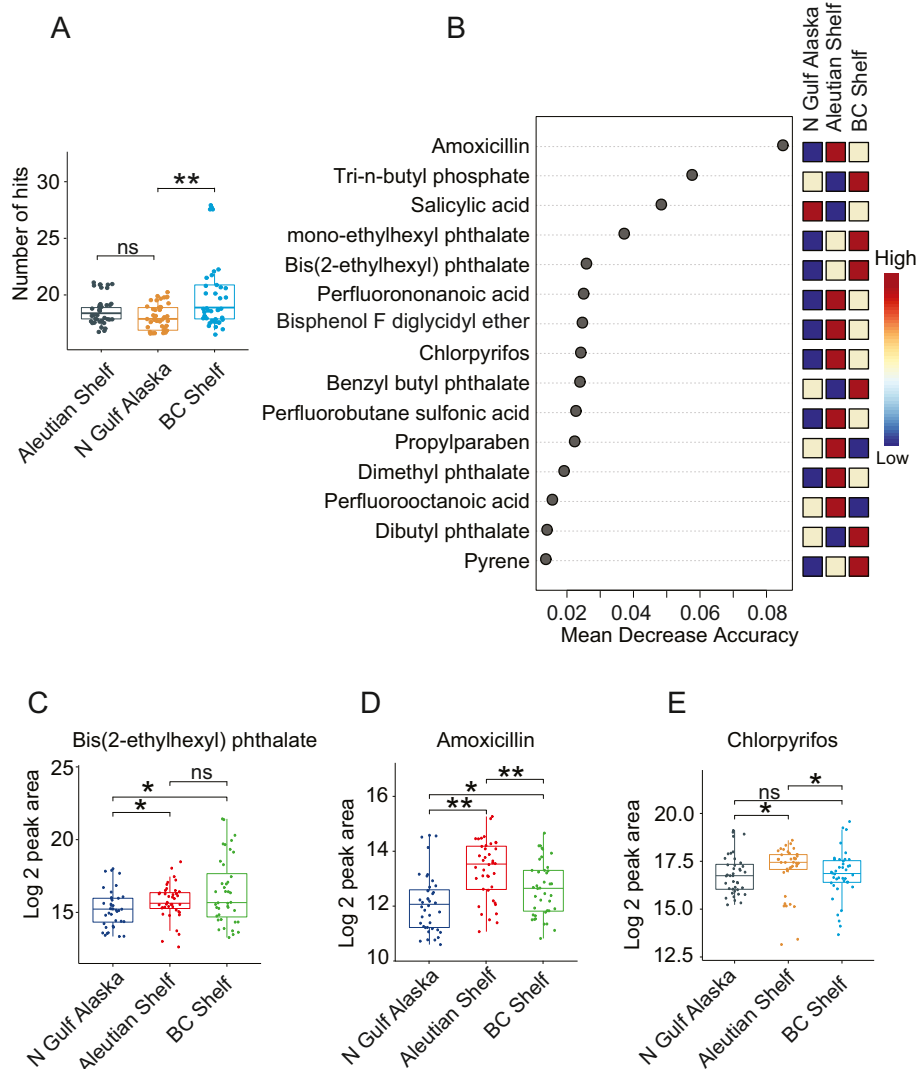 A
B
N Gulf Alaska
Aleutian Shelf
BC Shelf
Number of hits
30
25
20
ns
**
Aleutian Shelf
N Gulf Alaska
BC Shelf
Amoxicillin
Tri-n-butyl phosphate
Salicylic acid
mono-ethylhexyl phthalate
Bis(2-ethylhexyl) phthalate
Perfluorononanoic acid
Bisphenol F diglycidyl ether
Chlorpyrifos
Benzyl butyl phthalate
Perfluorobutane sulfonic acid
Propylparaben
Dimethyl phthalate
Perfluorooctanoic acid
Dibutyl phthalate
Pyrene
0.02 0.04 0.06 0.08
Mean Decrease Accuracy
High
Low
C
Bis(2-ethylhexyl) phthalate
Log 2 peak area
25
20
15
ns
*
*
N Gulf Alaska
Aleutian Shelf
BC Shelf
D
Amoxicillin
Log 2 peak area
16
14
12
10
**
*
**
N Gulf Alaska
Aleutian Shelf
BC Shelf
E
Chlorpyrifos
Log 2 peak area
20.0
17.5
15.0
12.5
*
ns
*
N Gulf Alaska
Aleutian Shelf
BC Shelf